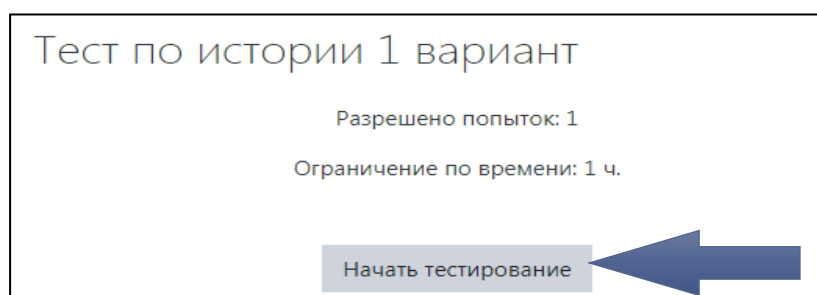 Тест по истории 1 вариант
Разрешено попыток: 1
Ограничение по времени: 1 ч.
Начать тестирование